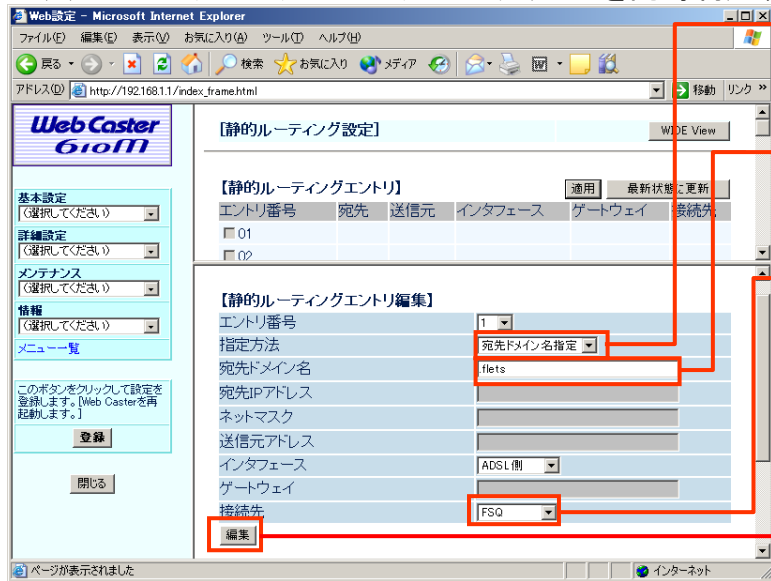 Web設定 - Microsoft Internet Explorer
ファイル(F) 編集(E) 表示(V) お気に入り(A) ツール(T) ヘルプ(H)
戻る 検索 お気に入り メディア
アドレス(D) http://192.168.1.1/index_frame.html 移動 リンク »
Web Caster
610M
基本設定
(選択してください)
詳細設定
(選択してください)
メンテナンス
(選択してください)
情報
(選択してください)
メニュー一覧
このボタンをクリックして設定を
登録します。[Web Casterを再
起動します。]
登録
閉じる
[静的ルーティング設定] WIDE View
【静的ルーティングエントリ】 適用 最新状態に更新
エントリ番号 宛先 送信元 インタフェース ゲートウェイ 接続先
01
02
【静的ルーティングエントリ編集】
エントリ番号 1
指定方法 宛先ドメイン名指定
宛先ドメイン名 .flets
宛先IPアドレス
ネットマスク
送信元アドレス
インタフェース ADSL側
ゲートウェイ
接続先 FSQ
編集
ページが表示されました インターネット